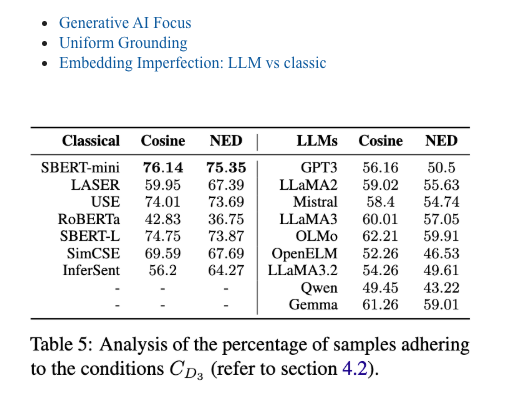 • Generative AI Focus
• Uniform Grounding
• Embedding Imperfection: LLM vs classic
Classical Cosine NED | LLMs Cosine NED
SBERT-mini 76.14 75.35 GPT3 56.16 50.5
LASER 59.95 67.39 LLaMA2 59.02 55.63
USE 74.01 73.69 Mistral 58.4 54.74
RoBERTa 42.83 36.75 LLaMA3 60.01 57.05
SBERT-L 74.75 73.87 OLMo 62.21 59.91
SimCSE 69.59 67.69 OpenELM 52.26 46.53
InferSent 56.2 64.27 LLaMA3.2 54.26 49.61
- - - Qwen 49.45 43.22
- - - Gemma 61.26 59.01
Table 5: Analysis of the percentage of samples adhering
to the conditions C_{D_3} (refer to section 4.2).